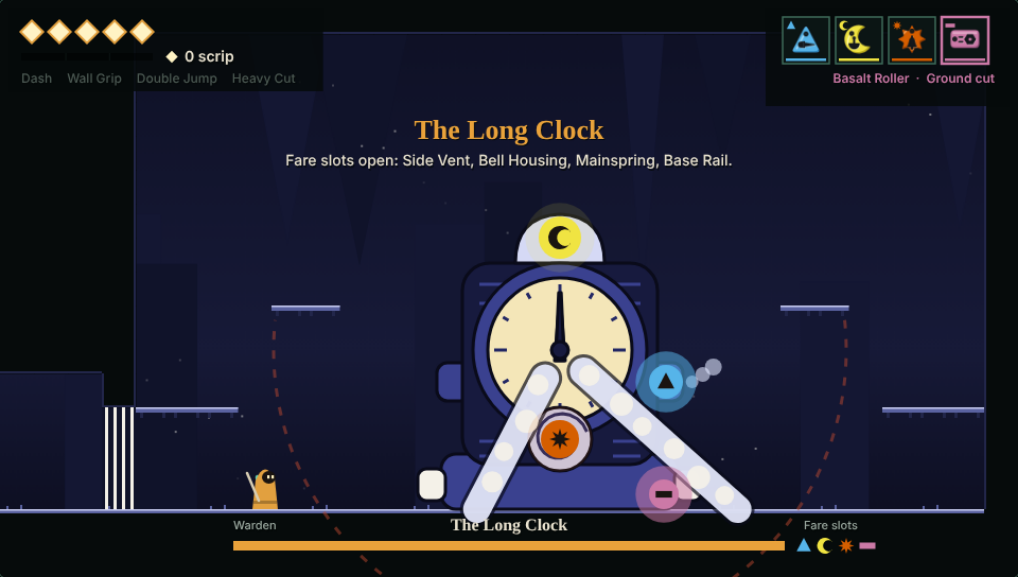 0 scrip
Dash Wall Grip Double Jump Heavy Cut
Basalt Roller · Ground cut
The Long Clock
Fare slots open: Side Vent, Bell Housing, Mainspring, Base Rail.
Warden
The Long Clock
Fare slots